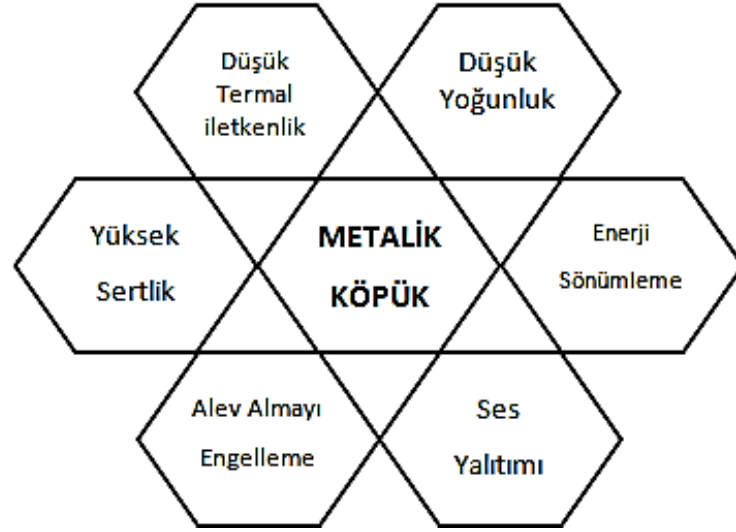 Düşük
Termal
iletkenlik
Düşük
Yoğunluk
Yüksek
Sertlik
METALİK
KÖPÜK
Enerji
Sönümleme
Alev Almayı
Engelleme
Ses
Yalıtımı